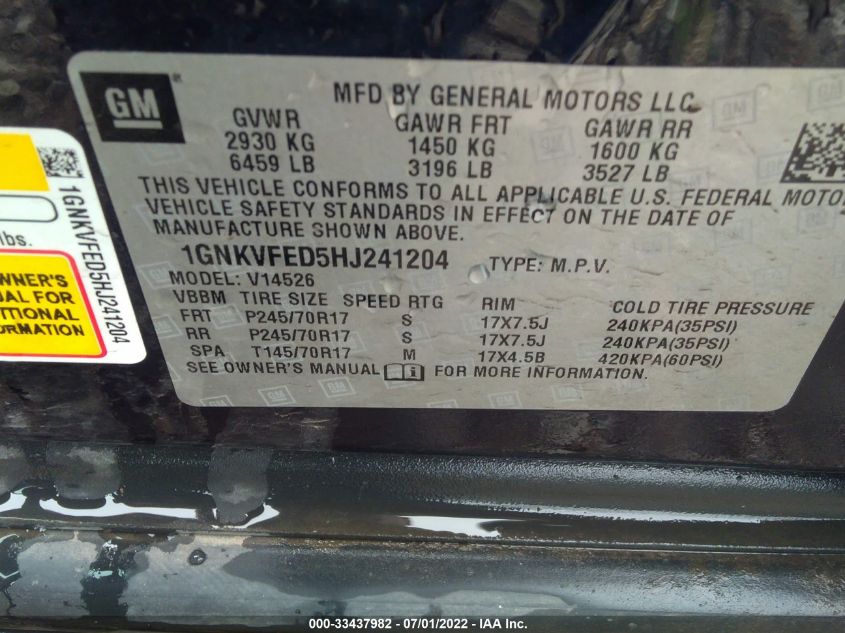 GM
®
MFD BY GENERAL MOTORS LLC
GVWR GAWR FRT GAWR RR
2930 KG 1450 KG 1600 KG
6459 LB 3196 LB 3527 LB
THIS VEHICLE CONFORMS TO ALL APPLICABLE U.S. FEDERAL MOTOR
VEHICLE SAFETY STANDARDS IN EFFECT ON THE DATE OF
MANUFACTURE SHOWN ABOVE.
1GNKVFED5HJ241204 TYPE: M.P.V.
MODEL: V14526
VBBM TIRE SIZE SPEED RTG RIM COLD TIRE PRESSURE
FRT P245/70R17 S 17X7.5J 240KPA(35PSI)
RR P245/70R17 S 17X7.5J 240KPA(35PSI)
SPA T145/70R17 M 17X4.5B 420KPA(60PSI)
SEE OWNER'S MANUAL FOR MORE INFORMATION.
1GNKVFED5HJ241204
lbs.
OWNER'S
FOR
000-33437982 - 07/01/2022 - IAA Inc.